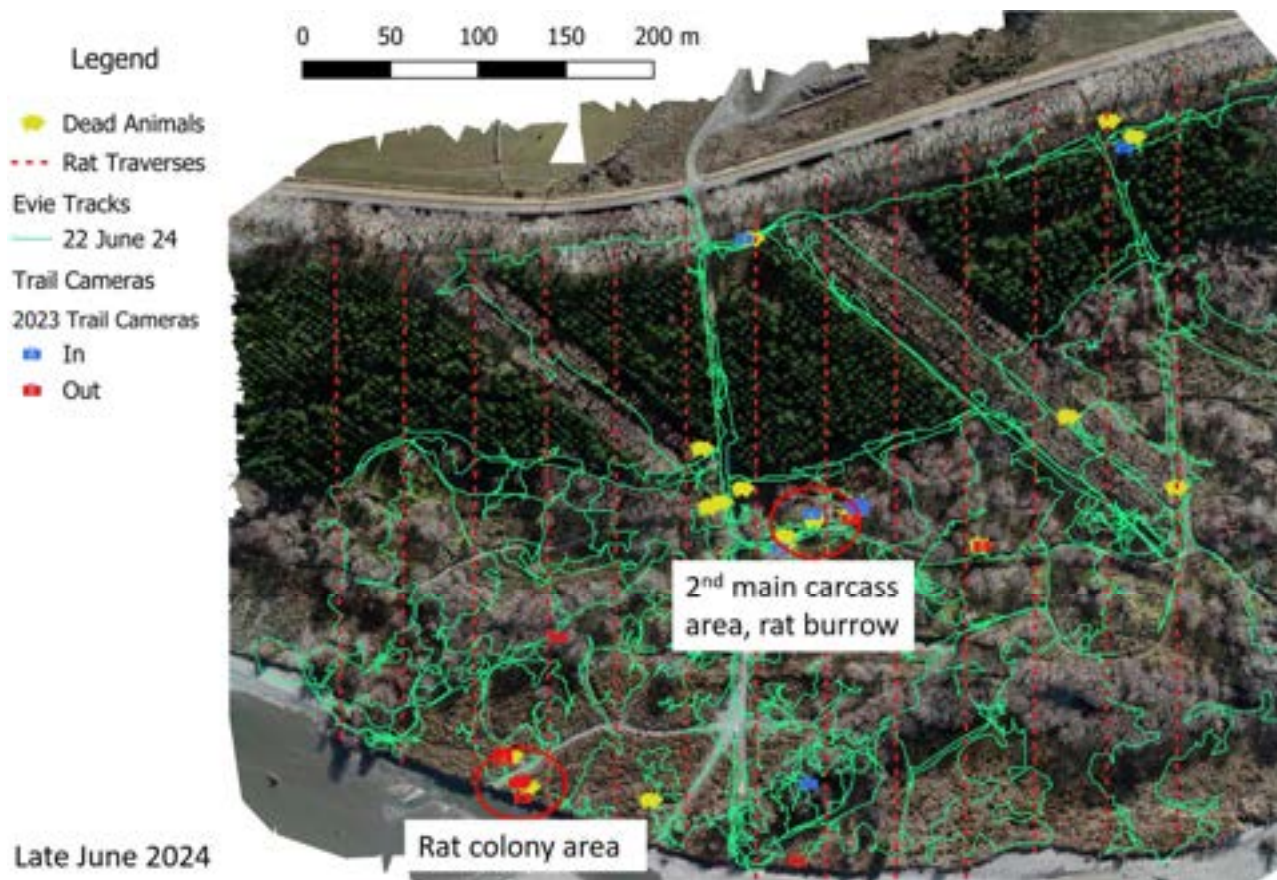 0 50 100 150 200 m
Legend
Dead Animals
Rat Traverses
Evie Tracks
22 June 24
Trail Cameras
2023 Trail Cameras
In
Out
2nd main carcass
area, rat burrow
Rat colony area
Late June 2024